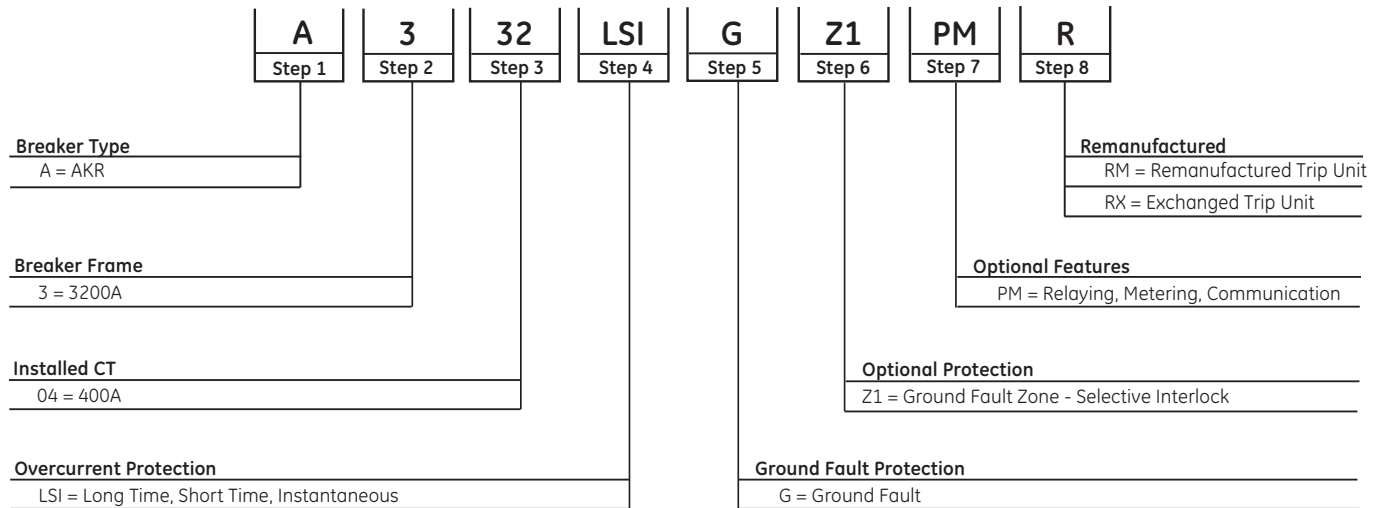 A 3 32 LSI G Z1 PM R
Step 1 Step 2 Step 3 Step 4 Step 5 Step 6 Step 7 Step 8
Breaker Type
A = AKR
Remanufactured
RM = Remanufactured Trip Unit
RX = Exchanged Trip Unit
Breaker Frame
3 = 3200A
Optional Features
PM = Relaying, Metering, Communication
Installed CT
04 = 400A
Optional Protection
Z1 = Ground Fault Zone - Selective Interlock
Overcurrent Protection
LSI = Long Time, Short Time, Instantaneous
Ground Fault Protection
G = Ground Fault